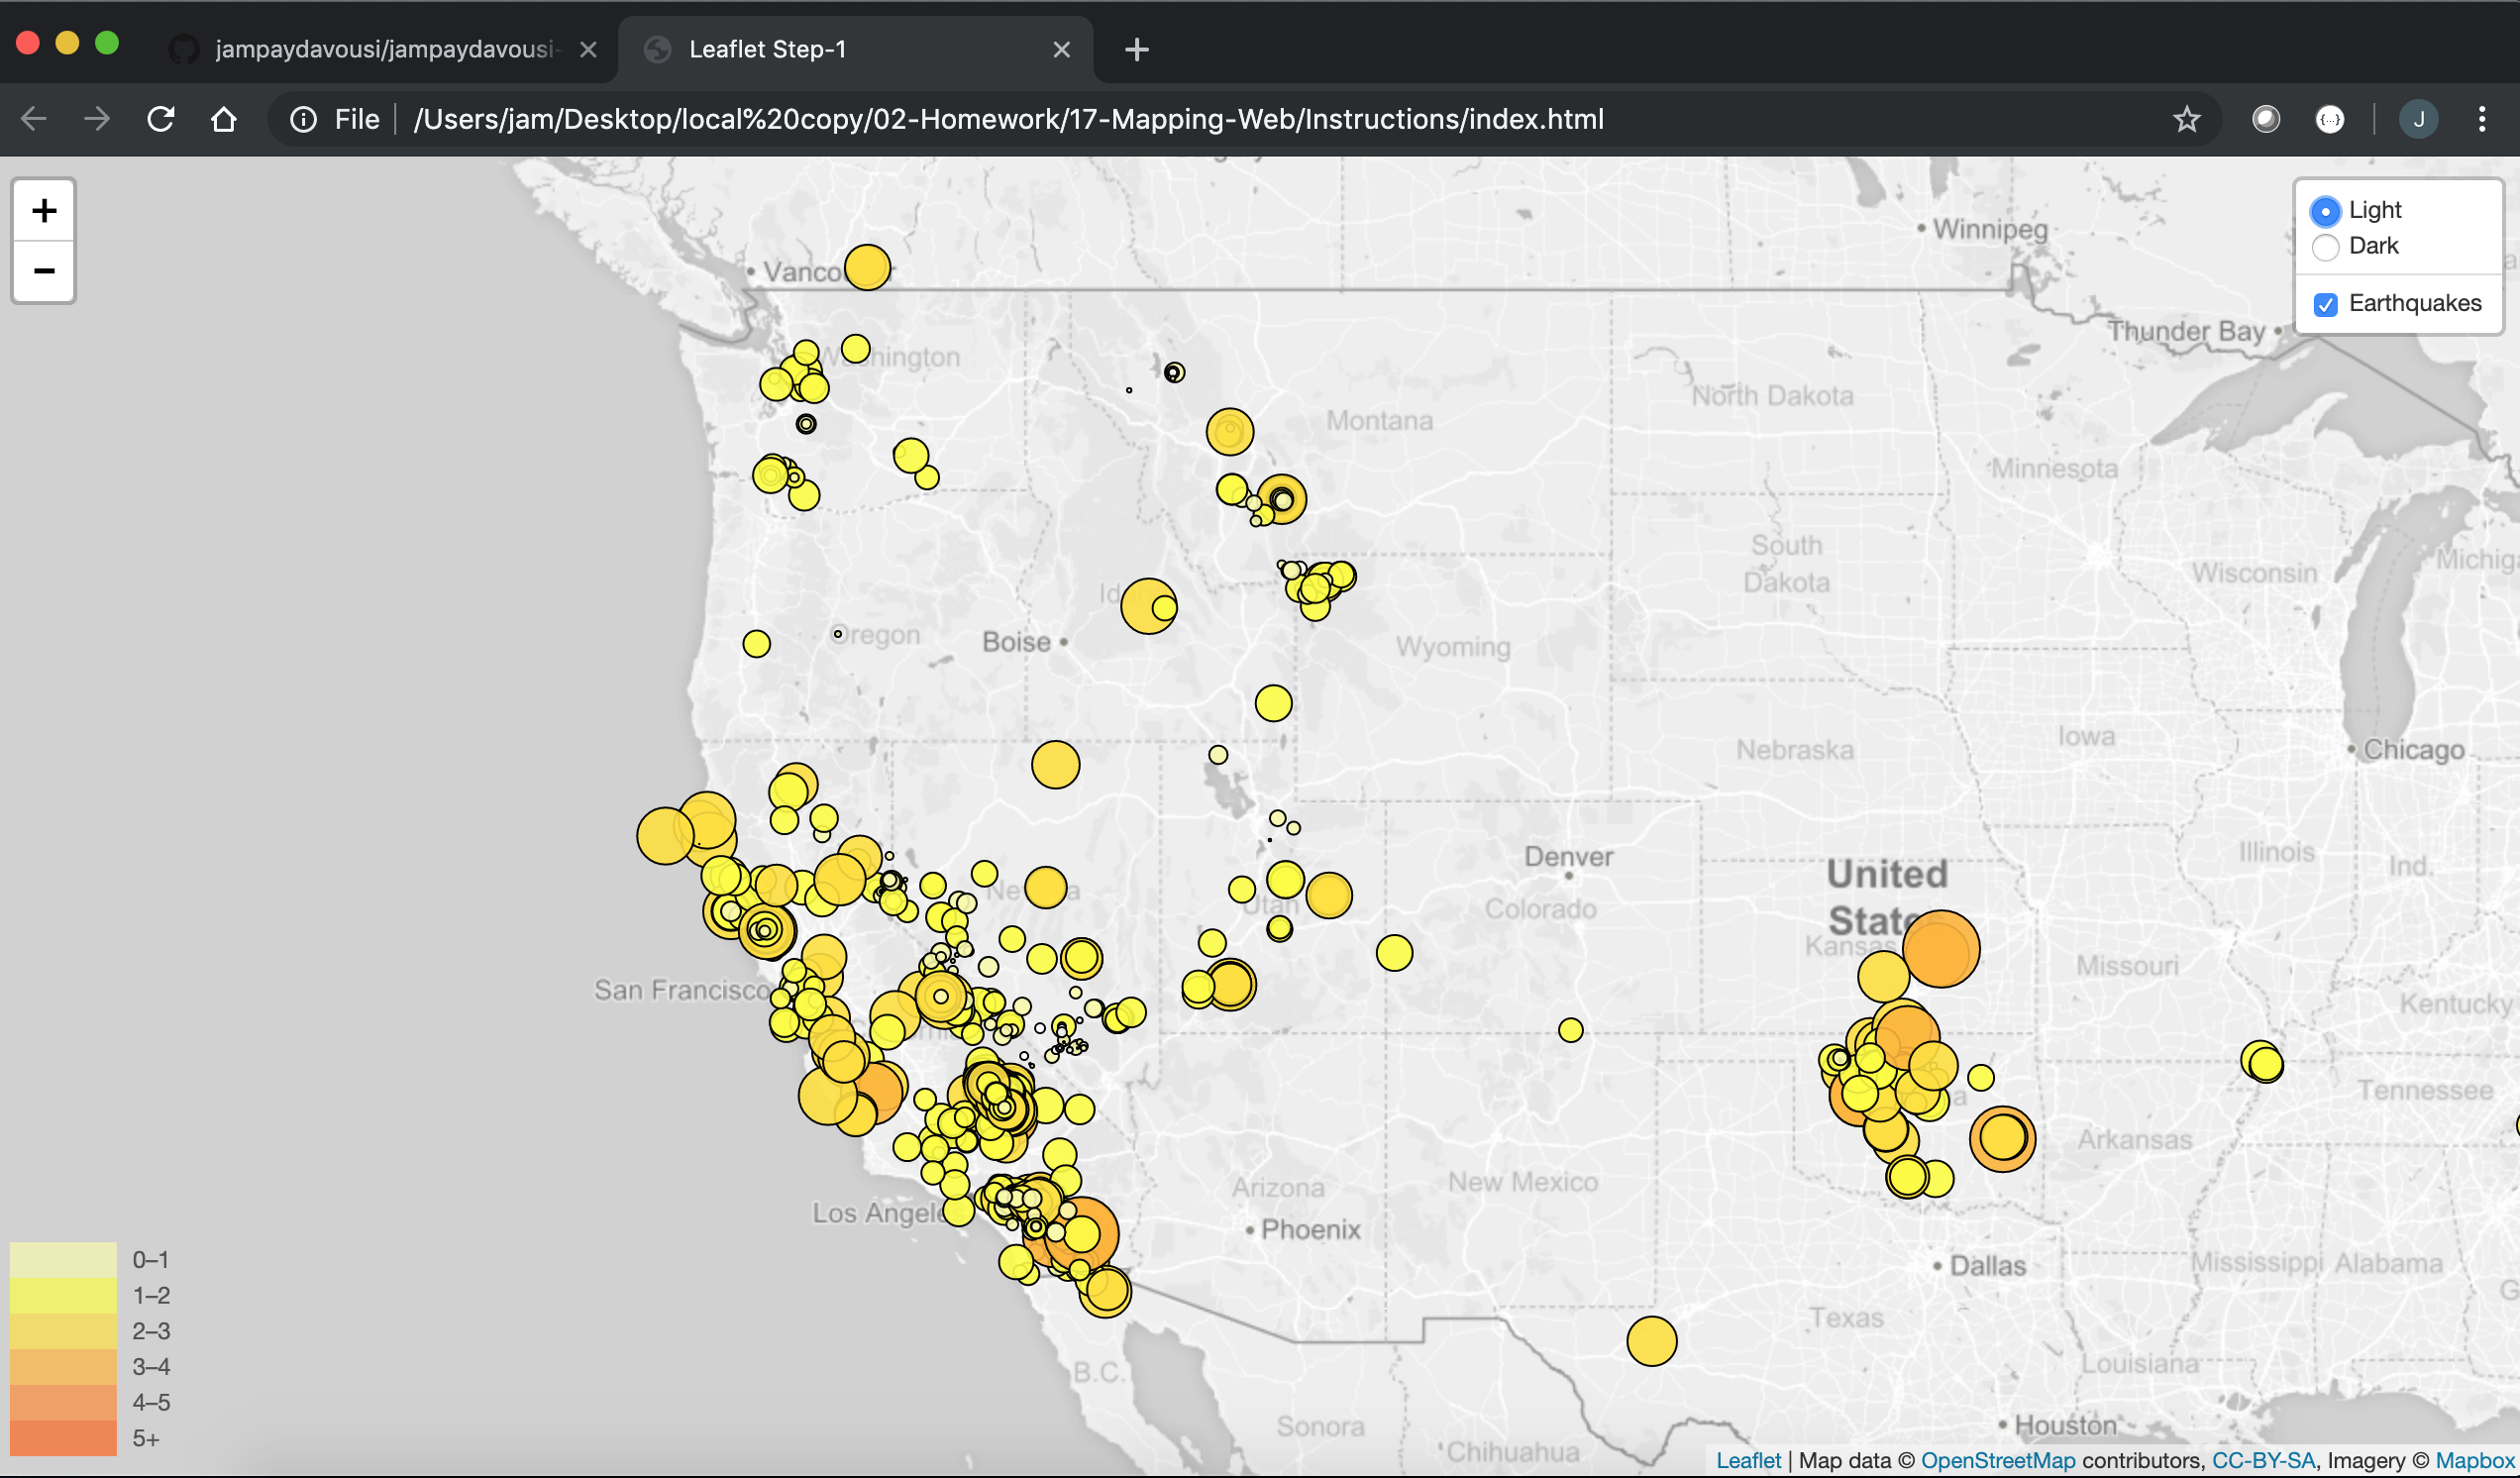 jampaydavousi/jampaydavousi-
Leaflet Step-1
File
/Users/jam/Desktop/local%20copy/02-Homework/17-Mapping-Web/Instructions/index.html
J
+
−
Light
Dark
Earthquakes
Winnipeg
Vanco
Thunder Bay
Washington
North Dakota
Montana
Minnesota
South
Dakota
Wisconsin
Michig
Id
Oregon
Boise
Wyoming
Nebraska
Iowa
Chicago
Denver
Illinois
Ind.
United
State
Nevada
Utah
Colorado
Kansas
Missouri
San Francisco
Kentucky
Tennessee
Arkansas
Arizona
New Mexico
Los Angele
Phoenix
Dallas
Mississippi
Alabama
G
0–1
1–2
2–3
3–4
4–5
5+
Texas
B.C.
Louisiana
Sonora
Houston
Chihuahua
Leaflet | Map data © OpenStreetMap contributors, CC-BY-SA, Imagery © Mapbox